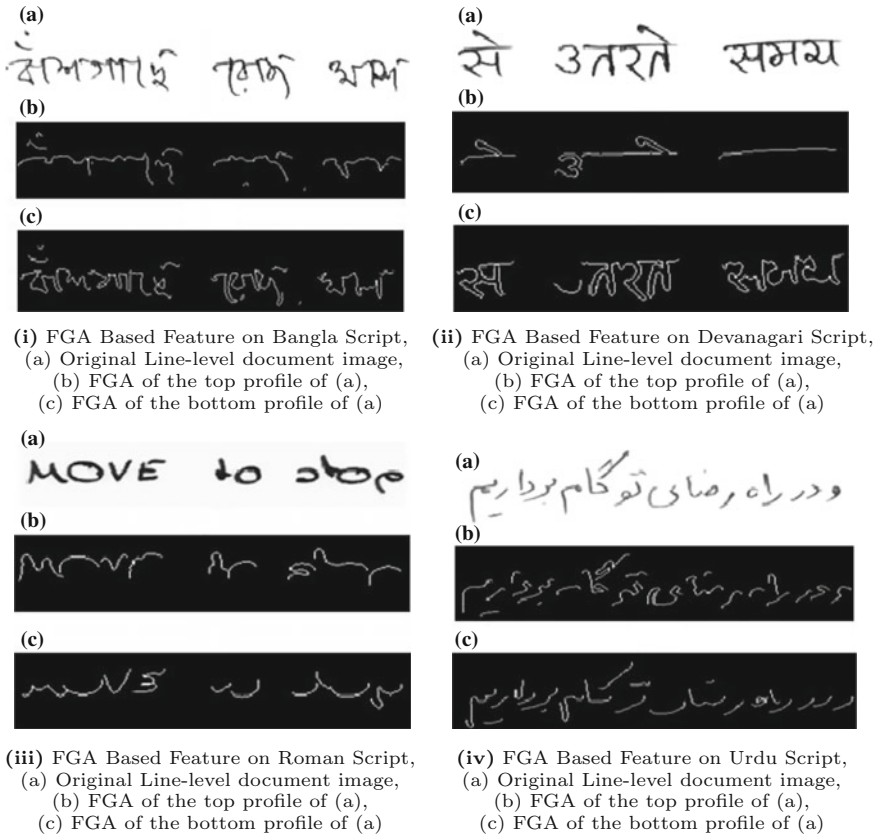 (a)
(b)
(c)
(i) FGA Based Feature on Bangla Script,
(a) Original Line-level document image,
(b) FGA of the top profile of (a),
(c) FGA of the bottom profile of (a)
(a)
से उतरते समय
(b)
(c)
(ii) FGA Based Feature on Devanagari Script,
(a) Original Line-level document image,
(b) FGA of the top profile of (a),
(c) FGA of the bottom profile of (a)
(a)
MOVE to stop
(b)
(c)
(iii) FGA Based Feature on Roman Script,
(a) Original Line-level document image,
(b) FGA of the top profile of (a),
(c) FGA of the bottom profile of (a)
(a)
و در راه رضای تو گام برداریم
(b)
(c)
(iv) FGA Based Feature on Urdu Script,
(a) Original Line-level document image,
(b) FGA of the top profile of (a),
(c) FGA of the bottom profile of (a)